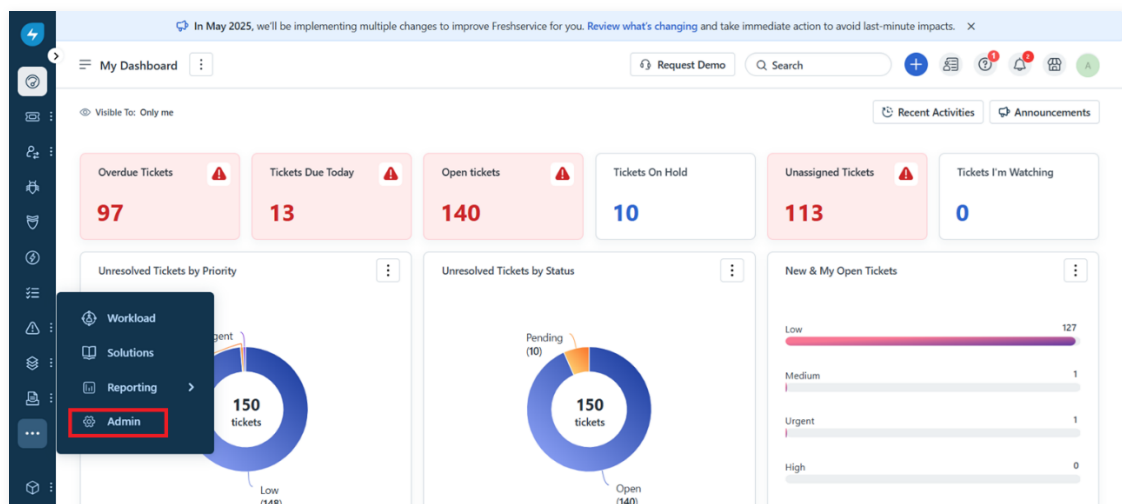 In May 2025, we'll be implementing multiple changes to improve Freshservice for you. Review what's changing and take immediate action to avoid last-minute impacts.
My Dashboard
Request Demo
Search
1
2
A
Visible To: Only me
Recent Activities
Announcements
Overdue Tickets
97
Tickets Due Today
13
Open tickets
140
Tickets On Hold
10
Unassigned Tickets
113
Tickets I'm Watching
0
Unresolved Tickets by Priority
gent
150
tickets
Low
(148)
Unresolved Tickets by Status
Pending
(10)
150
tickets
Open
(140)
New & My Open Tickets
Low 127
Medium 1
Urgent 1
High 0
Workload
Solutions
Reporting
Admin